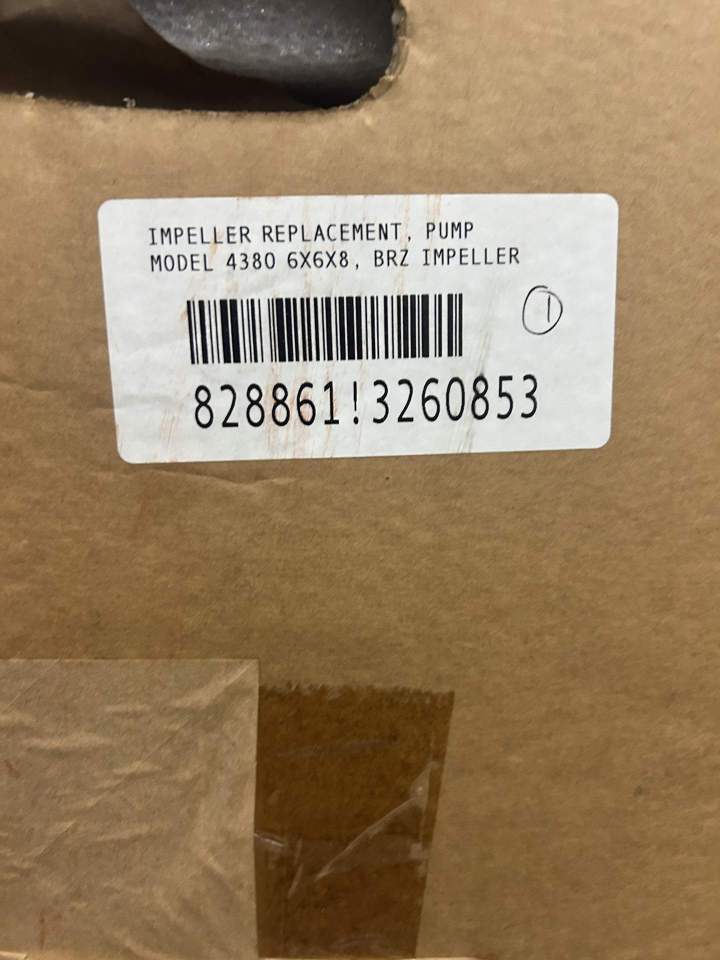 IMPELLER REPLACEMENT, PUMP
MODEL 4380 6X6X8, BRZ IMPELLER
1
828861!3260853